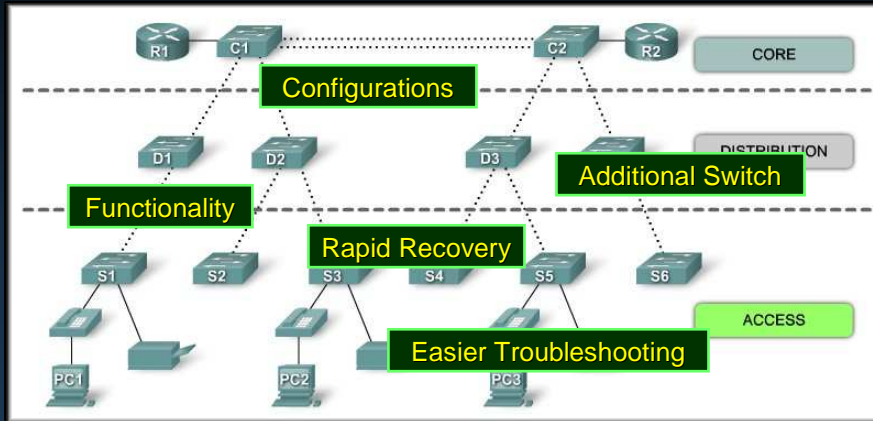 R1
C1
C2
R2
CORE
Configurations
D1
D2
D3
DISTRIBUTION
Additional Switch
Functionality
Rapid Recovery
S1
S2
S3
S4
S5
S6
ACCESS
Easier Troubleshooting
PC1
PC2
PC3